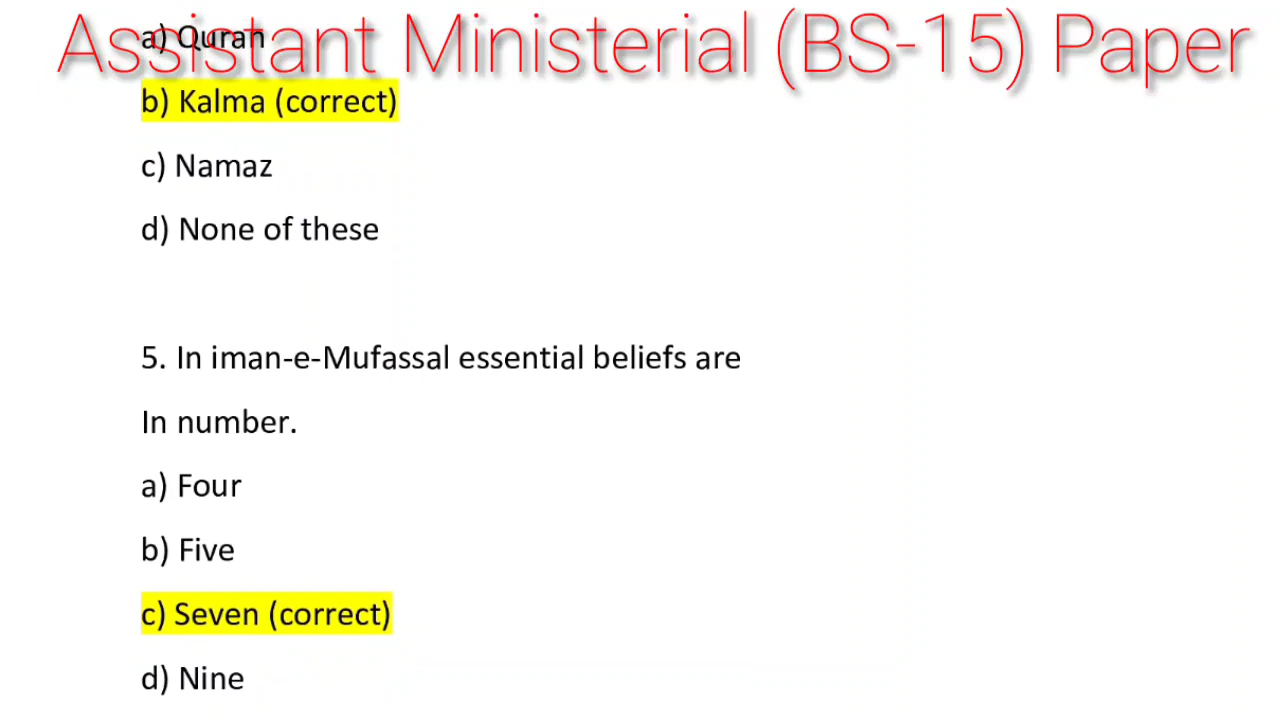 Assistant Ministerial (BS-15) Paper
a) Quran
b) Kalma (correct)
c) Namaz
d) None of these
5. In iman-e-Mufassal essential beliefs are
In number.
a) Four
b) Five
c) Seven (correct)
d) Nine